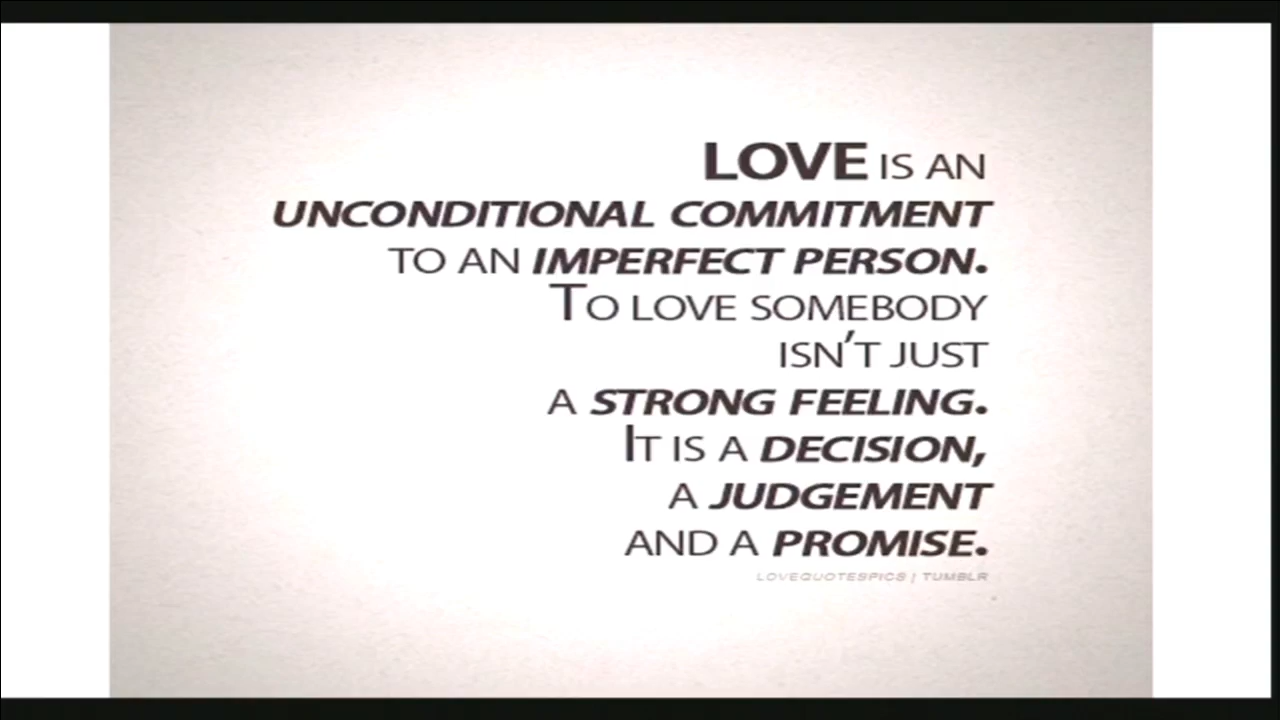 LOVE IS AN
UNCONDITIONAL COMMITMENT
TO AN IMPERFECT PERSON.
TO LOVE SOMEBODY
ISN'T JUST
A STRONG FEELING.
IT IS A DECISION,
A JUDGEMENT
AND A PROMISE.
LOVEQUOTESPICS | TUMBLR